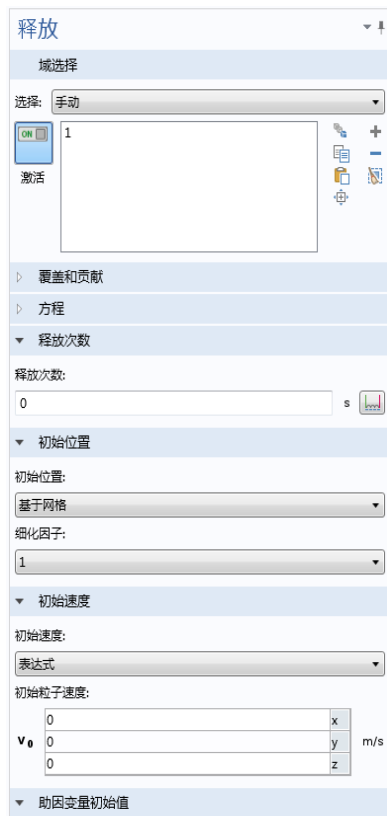 释放
域选择
选择: 手动
ON
1
激活
覆盖和贡献
方程
释放次数
释放次数:
0 s
初始位置
初始位置:
基于网格
细化因子:
1
初始速度
初始速度:
表达式
初始粒子速度:
0 x
v₀ 0 y m/s
0 z
助因变量初始值